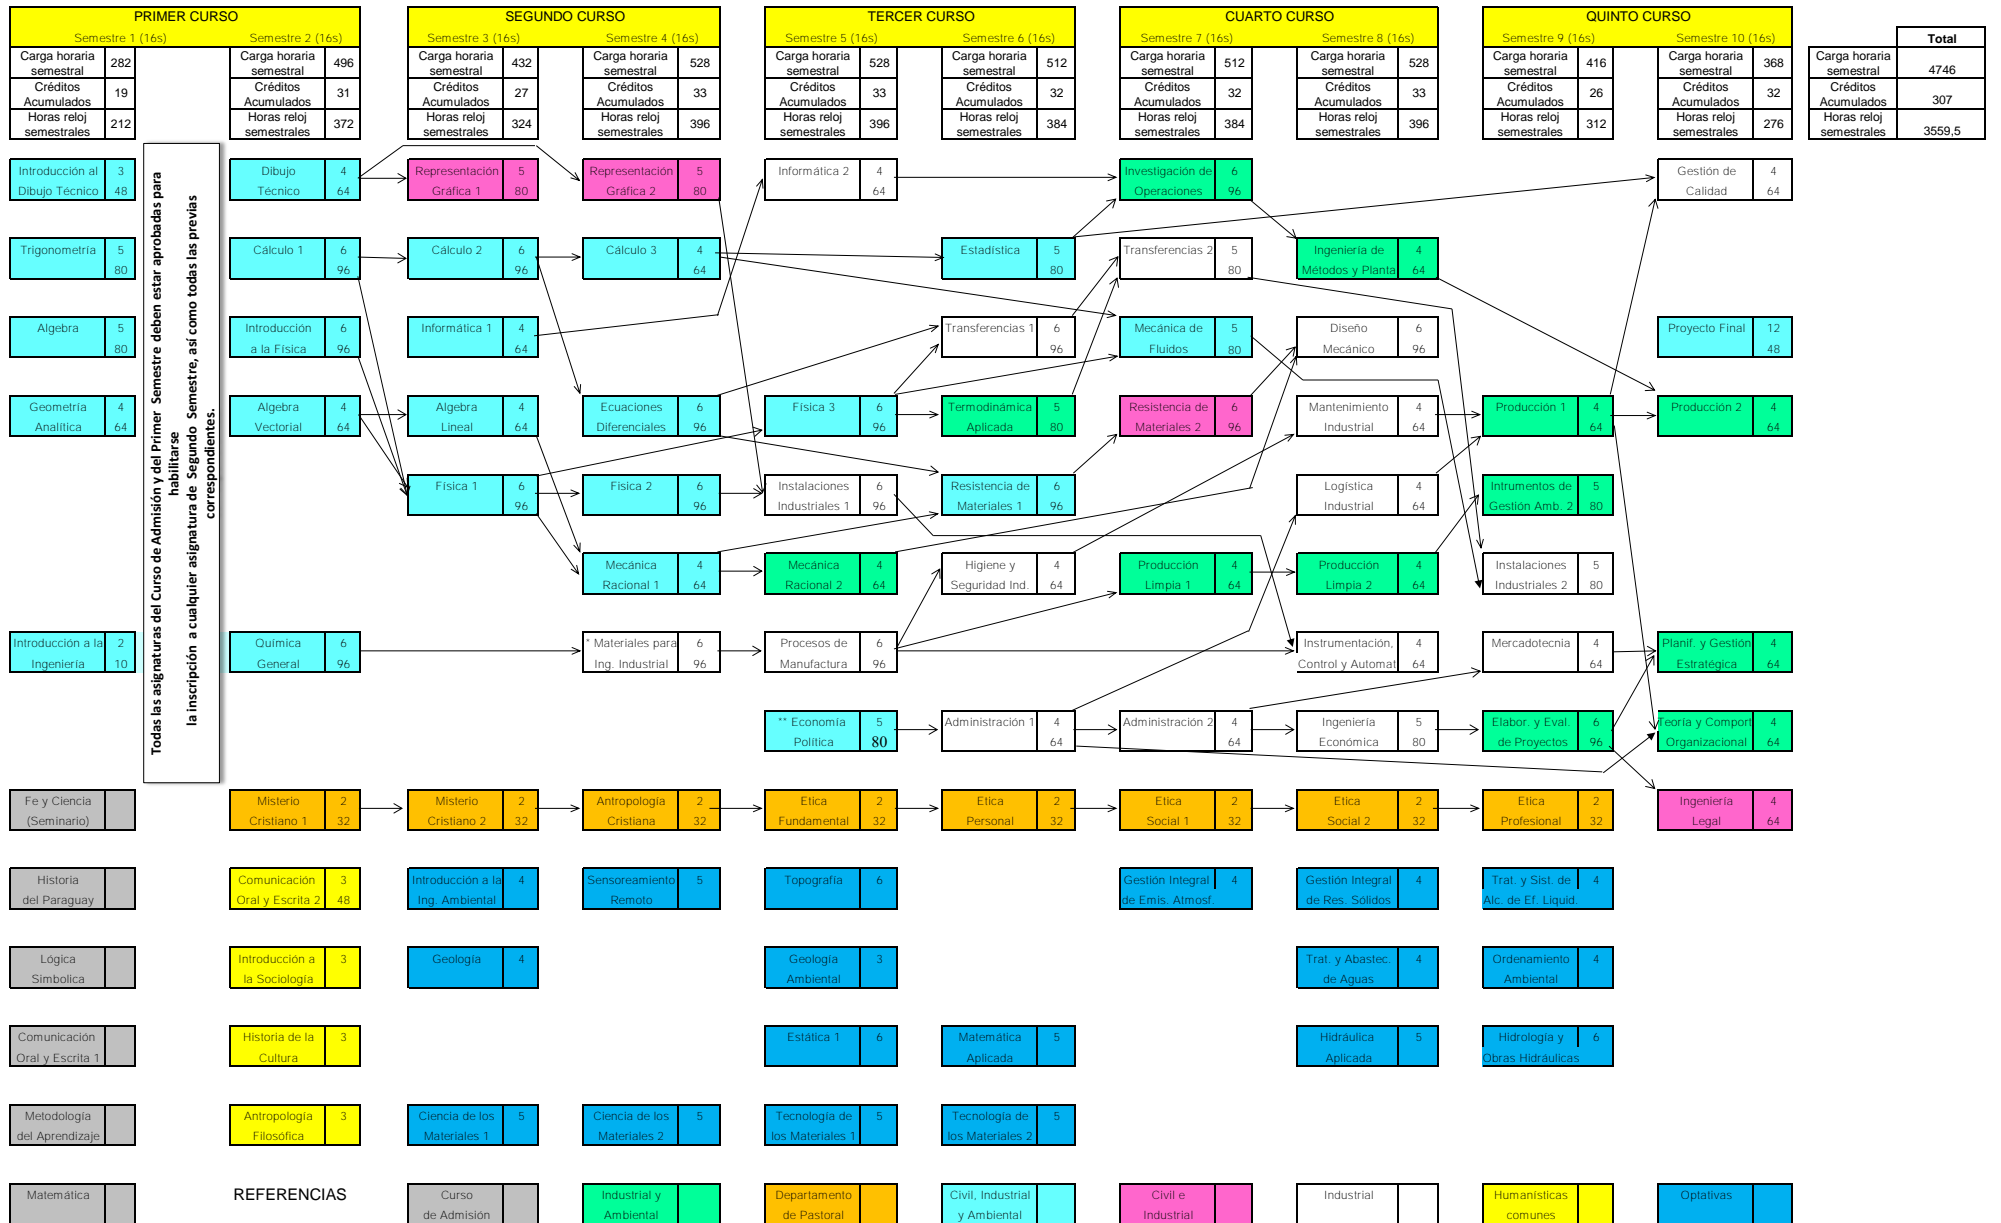 PRIMER CURSO
Semestre 1 (16s) Semestre 2 (16s)
SEGUNDO CURSO
Semestre 3 (16s) Semestre 4 (16s)
TERCER CURSO
Semestre 5 (16s) Semestre 6 (16s)
CUARTO CURSO
Semestre 7 (16s) Semestre 8 (16s)
QUINTO CURSO
Semestre 9 (16s) Semestre 10 (16s)
Total
Carga horaria semestral 282
Carga horaria semestral 496
Carga horaria semestral 432
Carga horaria semestral 528
Carga horaria semestral 528
Carga horaria semestral 512
Carga horaria semestral 512
Carga horaria semestral 528
Carga horaria semestral 416
Carga horaria semestral 368
Carga horaria semestral 4746
Créditos Acumulados 19
Créditos Acumulados 31
Créditos Acumulados 27
Créditos Acumulados 33
Créditos Acumulados 33
Créditos Acumulados 32
Créditos Acumulados 32
Créditos Acumulados 33
Créditos Acumulados 26
Créditos Acumulados 32
Créditos Acumulados 307
Horas reloj semestrales 212
Horas reloj semestrales 372
Horas reloj semestrales 324
Horas reloj semestrales 396
Horas reloj semestrales 396
Horas reloj semestrales 384
Horas reloj semestrales 384
Horas reloj semestrales 396
Horas reloj semestrales 312
Horas reloj semestrales 276
Horas reloj semestrales 3559,5
Todas las asignaturas del Curso de Admisión y del Primer Semestre deben estar aprobadas para
habilitarse
la inscripción a cualquier asignatura de Segundo Semestre, así como todas las previas
correspondientes.
Introducción al 3
Dibujo Técnico 48
Dibujo 4
Técnico 64
Representación 5
Gráfica 1 80
Representación 5
Gráfica 2 80
Informática 2 4
64
Investigación de 6
Operaciones 96
Gestión de 4
Calidad 64
Trigonometría 5
80
Cálculo 1 6
96
Cálculo 2 6
96
Cálculo 3 4
64
Estadística 5
80
Transferencias 2 5
80
Ingeniería de 4
Métodos y Planta 64
Algebra 5
80
Introducción 6
a la Física 96
Informática 1 4
64
Transferencias 1 6
96
Mecánica de 5
Fluidos 80
Diseño 6
Mecánico 96
Proyecto Final 12
48
Geometría 4
Analítica 64
Algebra 4
Vectorial 64
Algebra 4
Lineal 64
Ecuaciones 6
Diferenciales 96
Física 3 6
96
Termodinámica 5
Aplicada 80
Resistencia de 6
Materiales 2 96
Mantenimiento 4
Industrial 64
Producción 1 4
64
Producción 2 4
64
Física 1 6
96
Fisica 2 6
96
Instalaciones 6
Industriales 1 96
Resistencia de 6
Materiales 1 96
Logística 4
Industrial 64
Intrumentos de 5
Gestión Amb. 2 80
Mecánica 4
Racional 1 64
Mecánica 4
Racional 2 64
Higiene y 4
Seguridad Ind. 64
Producción 4
Limpia 1 64
Producción 4
Limpia 2 64
Instalaciones 5
Industriales 2 80
Introducción a la 2
Ingeniería 10
Química 6
General 96
* Materiales para 6
Ing. Industrial 96
Procesos de 6
Manufactura 96
Instrumentación, 4
Control y Automat 64
Mercadotecnia 4
64
Planif. y Gestión 4
Estratégica 64
** Economía 5
Política 80
Administración 1 4
64
Administración 2 4
64
Ingeniería 5
Económica 80
Elabor. y Eval. 6
de Proyectos 96
Teoría y Comport 4
Organizacional 64
Fe y Ciencia
(Seminario)
Misterio 2
Cristiano 1 32
Misterio 2
Cristiano 2 32
Antropología 2
Cristiana 32
Etica 2
Fundamental 32
Etica 2
Personal 32
Etica 2
Social 1 32
Etica 2
Social 2 32
Etica 2
Profesional 32
Ingeniería 4
Legal 64
Historia
del Paraguay
Comunicación 3
Oral y Escrita 2 48
Introducción a la 4
Ing. Ambiental
Sensoreamiento 5
Remoto
Topografía 6
Gestión Integral 4
de Emis. Atmosf.
Gestión Integral 4
de Res. Sólidos
Trat. y Sist. de 4
Alc. de Ef. Liquid.
Lógica
Simbolica
Introducción a 3
la Sociología
Geología 4
Geología 3
Ambiental
Trat. y Abastec. 4
de Aguas
Ordenamiento 4
Ambiental
Comunicación
Oral y Escrita 1
Historia de la 3
Cultura
Estática 1 6
Matemática 5
Aplicada
Hidráulica 5
Aplicada
Hidrología y 6
Obras Hidráulicas
Metodología
del Aprendizaje
Antropología 3
Filosófica
Ciencia de los 5
Materiales 1
Ciencia de los 5
Materiales 2
Tecnología de 5
los Materiales 1
Tecnología de 5
los Materiales 2
Matemática
REFERENCIAS
Curso
de Admisión
Industrial y
Ambiental
Departamento
de Pastoral
Civil, Industrial
y Ambiental
Civil e
Industrial
Industrial
Humanísticas
comunes
Optativas